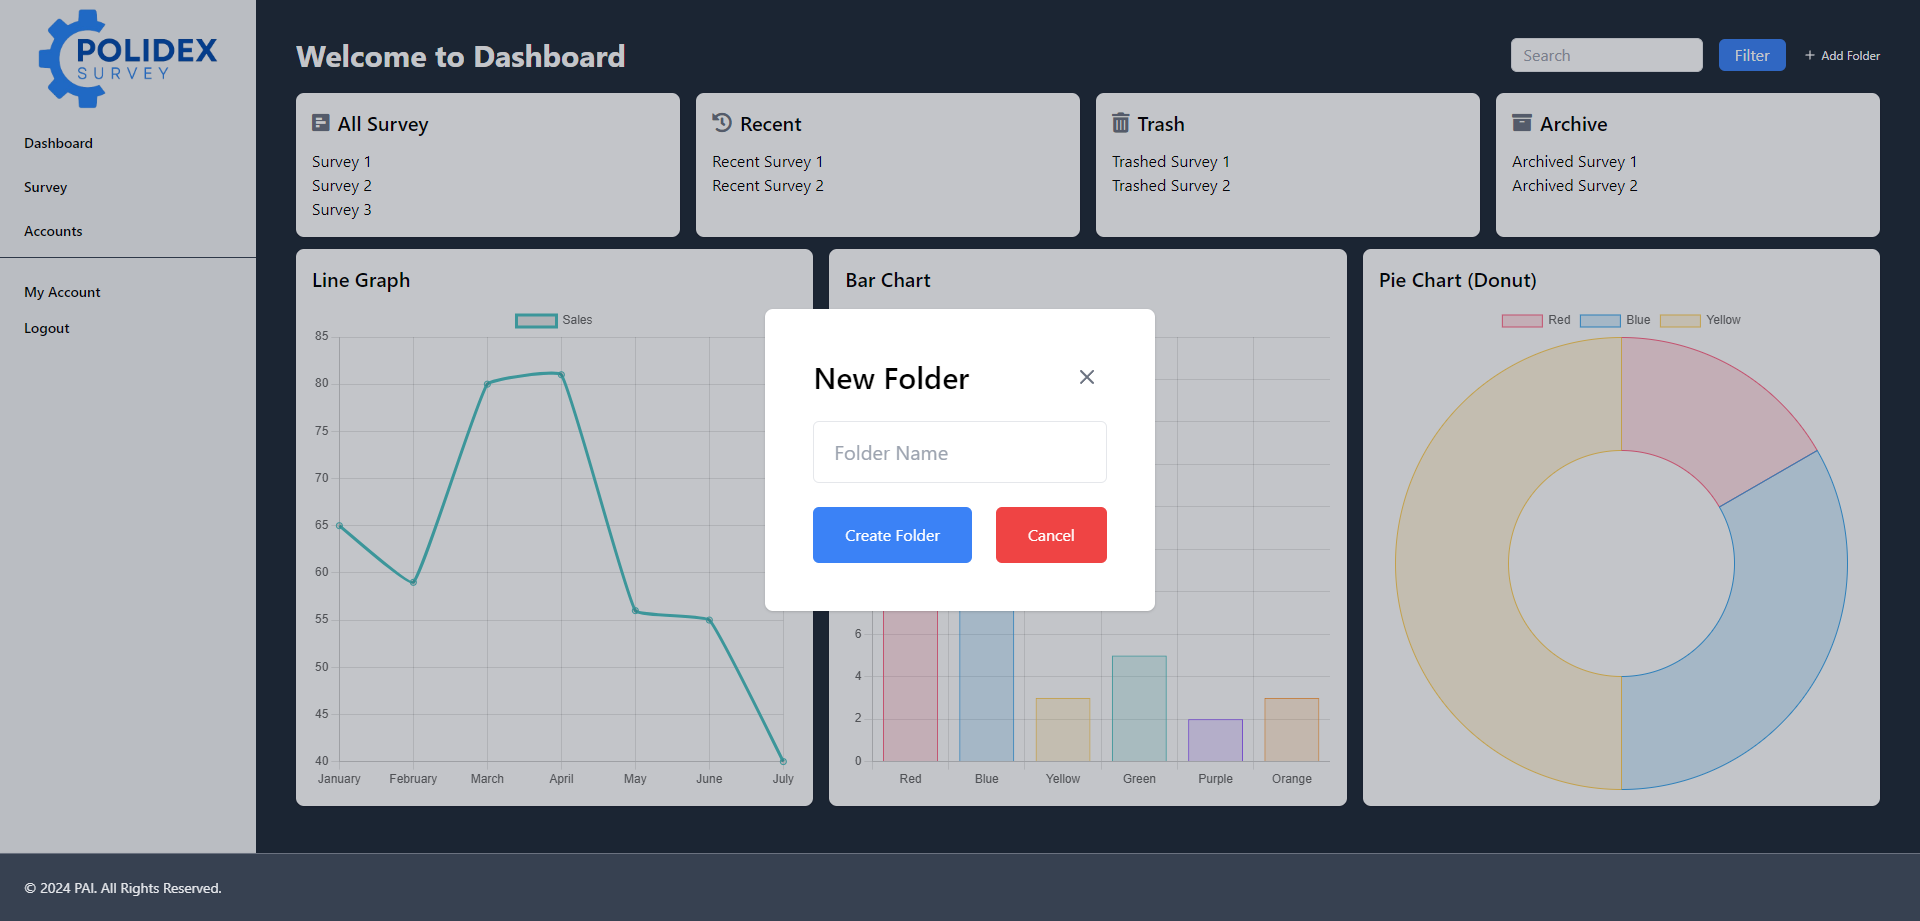 POLIDEX
SURVEY
Dashboard
Survey
Accounts
My Account
Logout
Welcome to Dashboard
Search
Filter
+ Add Folder
All Survey
Survey 1
Survey 2
Survey 3
Recent
Recent Survey 1
Recent Survey 2
Trash
Trashed Survey 1
Trashed Survey 2
Archive
Archived Survey 1
Archived Survey 2
Line Graph
Sales
85
80
75
70
65
60
55
50
45
40
January February March April May June July
Bar Chart
6
4
2
0
Red Blue Yellow Green Purple Orange
Pie Chart (Donut)
Red Blue Yellow
New Folder
Folder Name
Create Folder
Cancel
© 2024 PAI. All Rights Reserved.